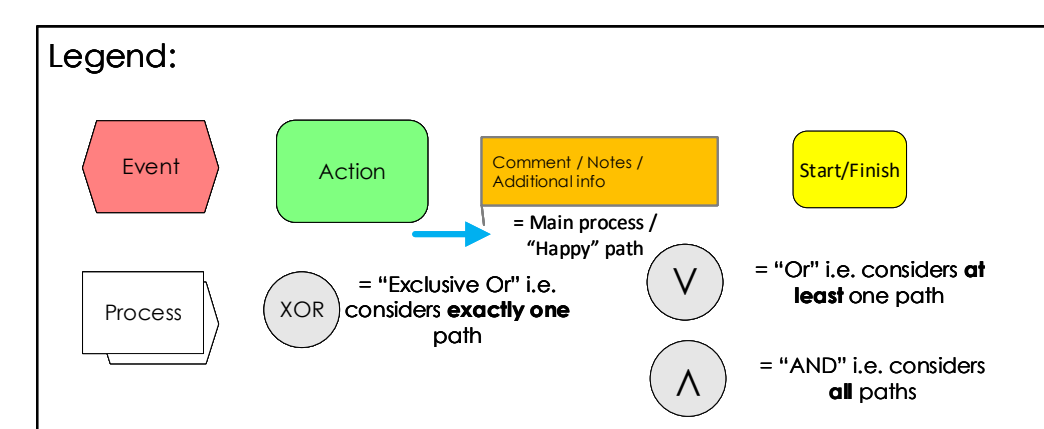 Legend:
Event
Action
Comment / Notes /
Additional info
Start/Finish
= Main process /
“Happy” path
Process
XOR
= “Exclusive Or” i.e.
considers exactly one
path
V
= “Or” i.e. considers at
least one path
Λ
= “AND” i.e. considers
all paths